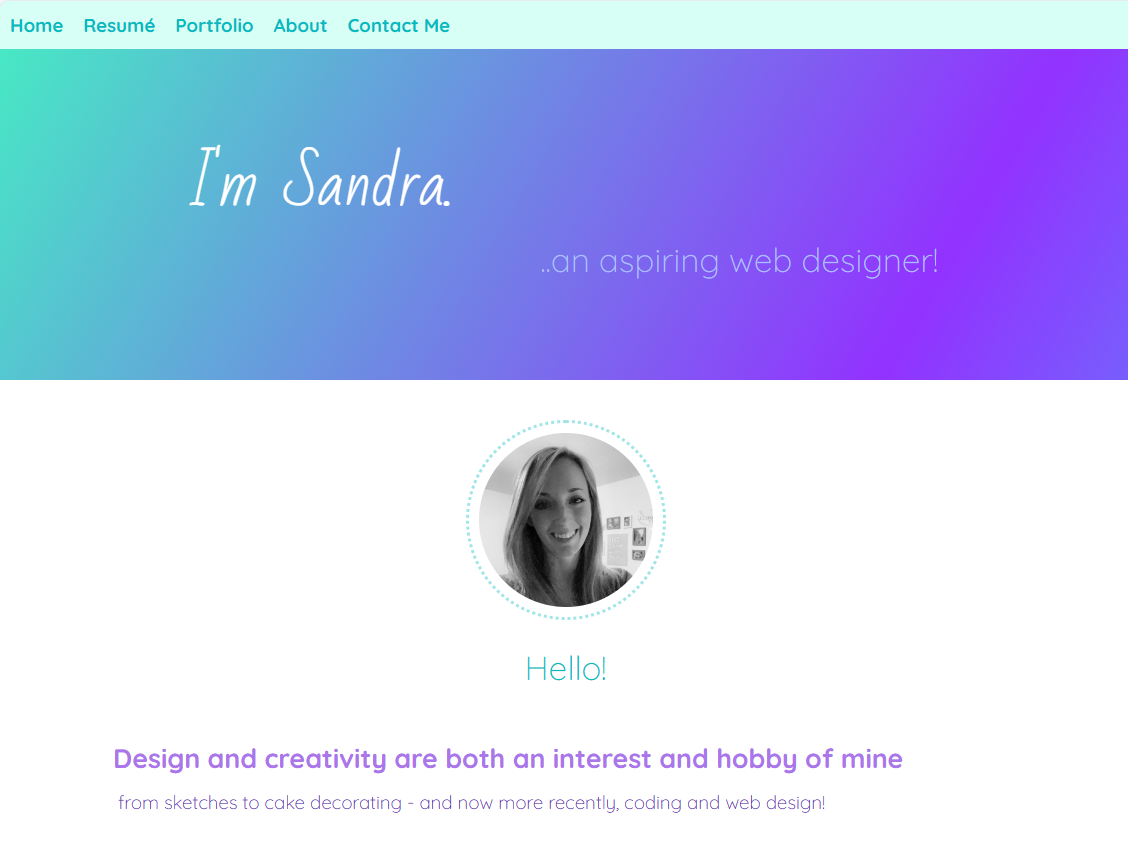 Home Resumé Portfolio About Contact Me
I'm Sandra.
..an aspiring web designer!
Hello!
Design and creativity are both an interest and hobby of mine
from sketches to cake decorating - and now more recently, coding and web design!